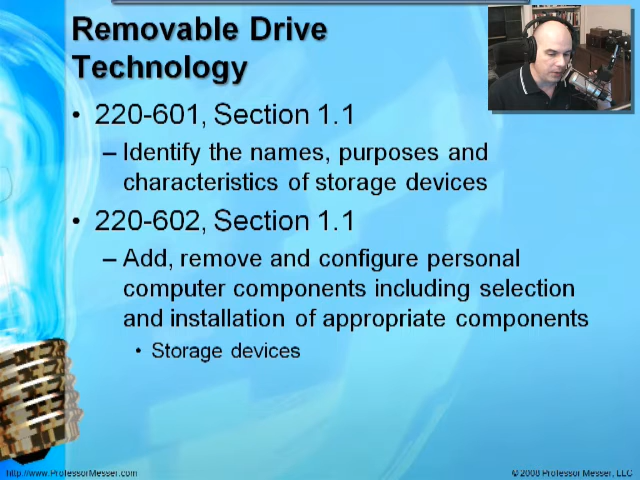 Removable Drive
Technology
• 220-601, Section 1.1
– Identify the names, purposes and
characteristics of storage devices
• 220-602, Section 1.1
– Add, remove and configure personal
computer components including selection
and installation of appropriate components
• Storage devices
http://www.ProfessorMesser.com
© 2008 Professor Messer, LLC